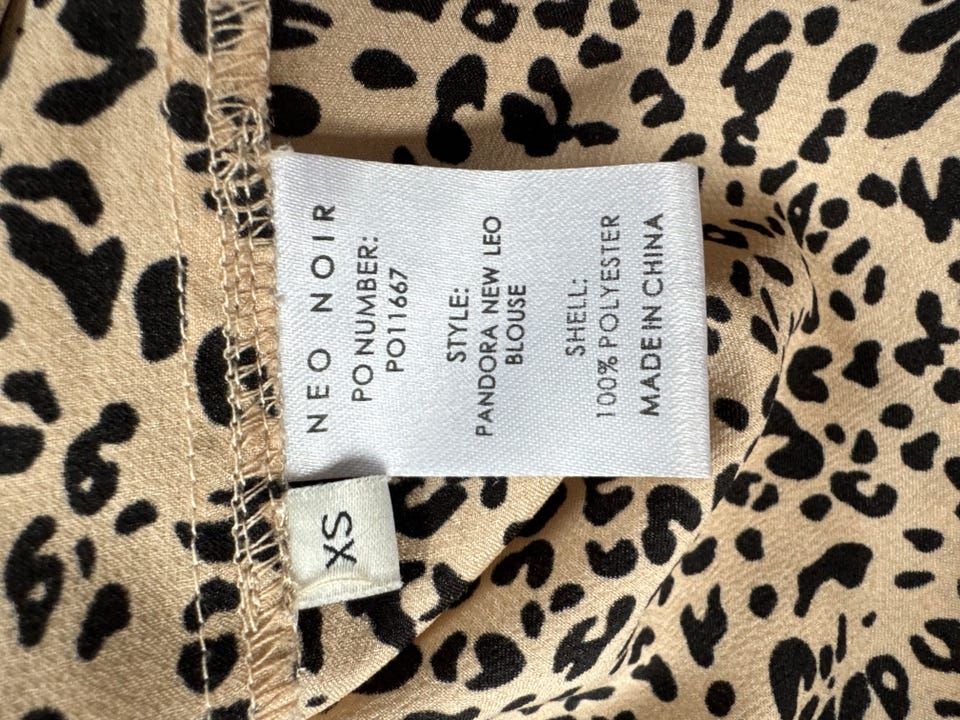 NEO NOIR
PO NUMBER:
PO11667
STYLE:
PANDORA NEW LEO
BLOUSE
SHELL:
100% POLYESTER
MADE IN CHINA
XS